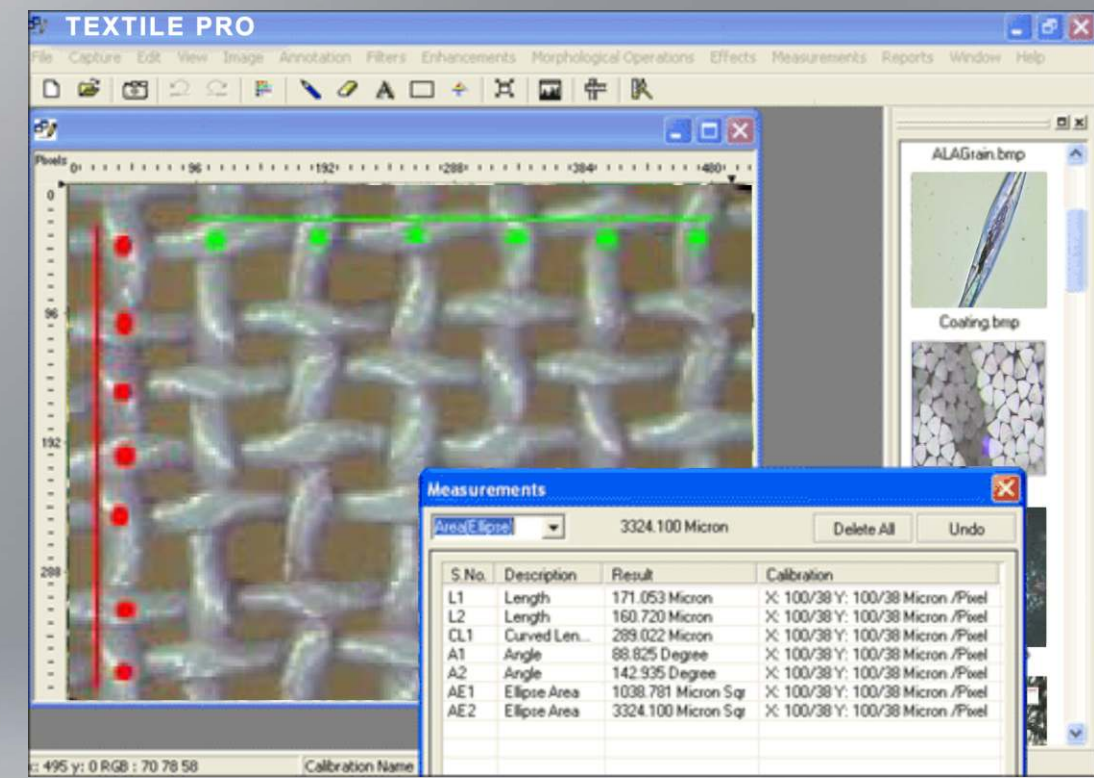 TEXTILE PRO
File Capture Edit View Image Annotation Filters Enhancements Morphological Operations Effects Measurements Reports Window Help
A
Pixels 0 96 192 288 384 480
0
96
192
288
ALAGrain.bmp
Coating.bmp
Measurements
Area(Ellipse) 3324.100 Micron Delete All Undo
S.No. Description Result Calibration
L1 Length 171.053 Micron X: 100/38 Y: 100/38 Micron /Pixel
L2 Length 160.720 Micron X: 100/38 Y: 100/38 Micron /Pixel
CL1 Curved Len... 289.022 Micron X: 100/38 Y: 100/38 Micron /Pixel
A1 Angle 88.825 Degree X: 100/38 Y: 100/38 Micron /Pixel
A2 Angle 142.935 Degree X: 100/38 Y: 100/38 Micron /Pixel
AE1 Ellipse Area 1038.781 Micron Sqr X: 100/38 Y: 100/38 Micron /Pixel
AE2 Ellipse Area 3324.100 Micron Sqr X: 100/38 Y: 100/38 Micron /Pixel
: 495 y: 0 RGB : 70 78 58 Calibration Name